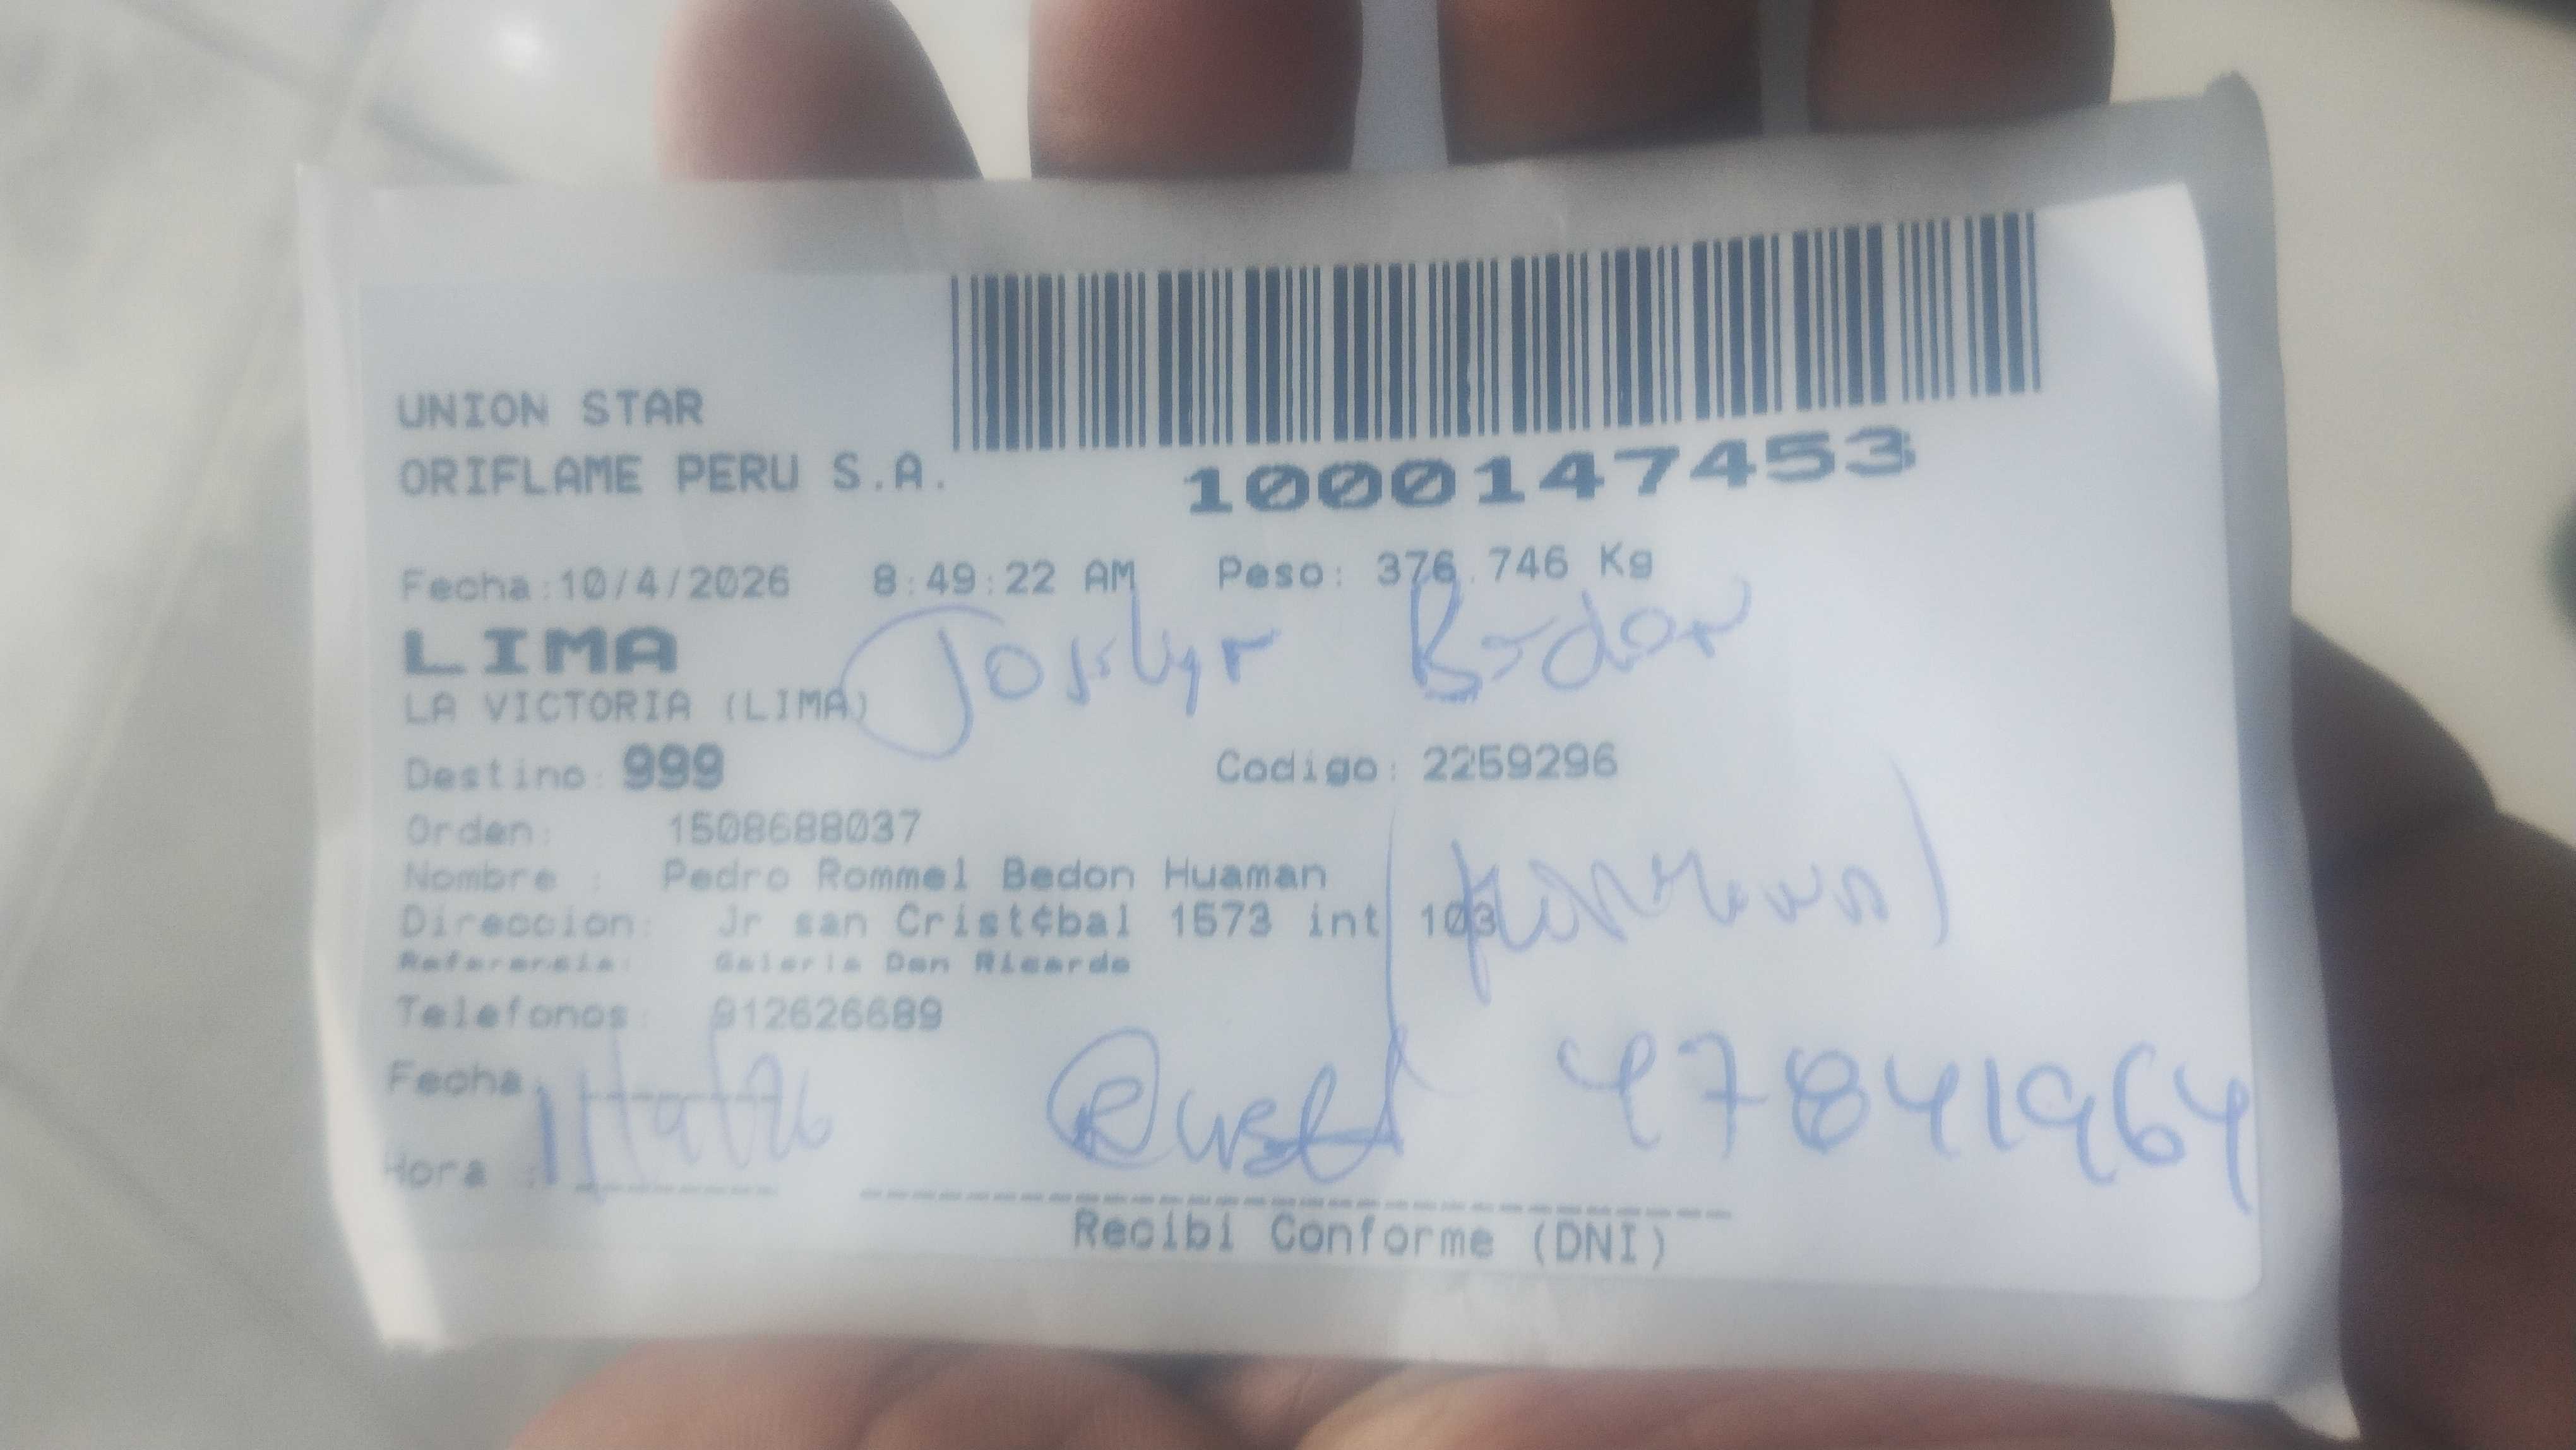 UNION STAR
ORIFLAME PERU S.A.
1000147453
Fecha:10/4/2026 8:49:22 AM Peso: 376.746 Kg
LIMA
LA VICTORIA (LIMA)
Destino: 999 Codigo: 2259296
Orden: 1508688037
Nombre : Pedro Rommel Bedon Huaman
Direccion: Jr san Crist¢bal 1573 int 103
Referencia: Galeria Don Ricardo
Telefonos: 912626689
Fecha:
47841964
Hora :
Recibi Conforme (DNI)